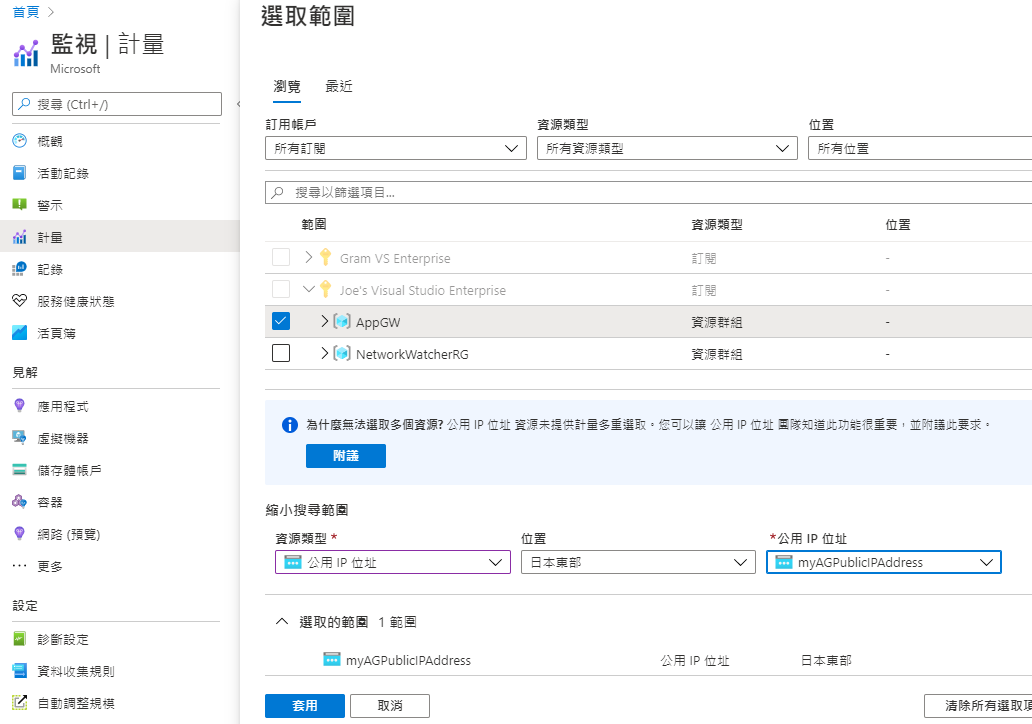 首頁
監視 | 計量
Microsoft
搜尋 (Ctrl+/)
概觀
活動記錄
警示
計量
記錄
服務健康狀態
活頁簿
見解
應用程式
虛擬機器
儲存體帳戶
容器
網路 (預覽)
更多
設定
診斷設定
資料收集規則
自動調整規模
選取範圍
瀏覽 最近
訂用帳戶 資源類型 位置
所有訂閱 所有資源類型 所有位置
搜尋以篩選項目...
範圍 資源類型 位置
Gram VS Enterprise 訂閱 -
Joe's Visual Studio Enterprise 訂閱 -
AppGW 資源群組 -
NetworkWatcherRG 資源群組 -
為什麼無法選取多個資源? 公用 IP 位址 資源未提供計量多重選取。您可以讓 公用 IP 位址 團隊知道此功能很重要，並附議此要求。
附議
縮小搜尋範圍
資源類型 * 位置 *公用 IP 位址
公用 IP 位址 日本東部 myAGPublicIPAddress
選取的範圍 1 範圍
myAGPublicIPAddress 公用 IP 位址 日本東部
套用 取消 清除所有選取項